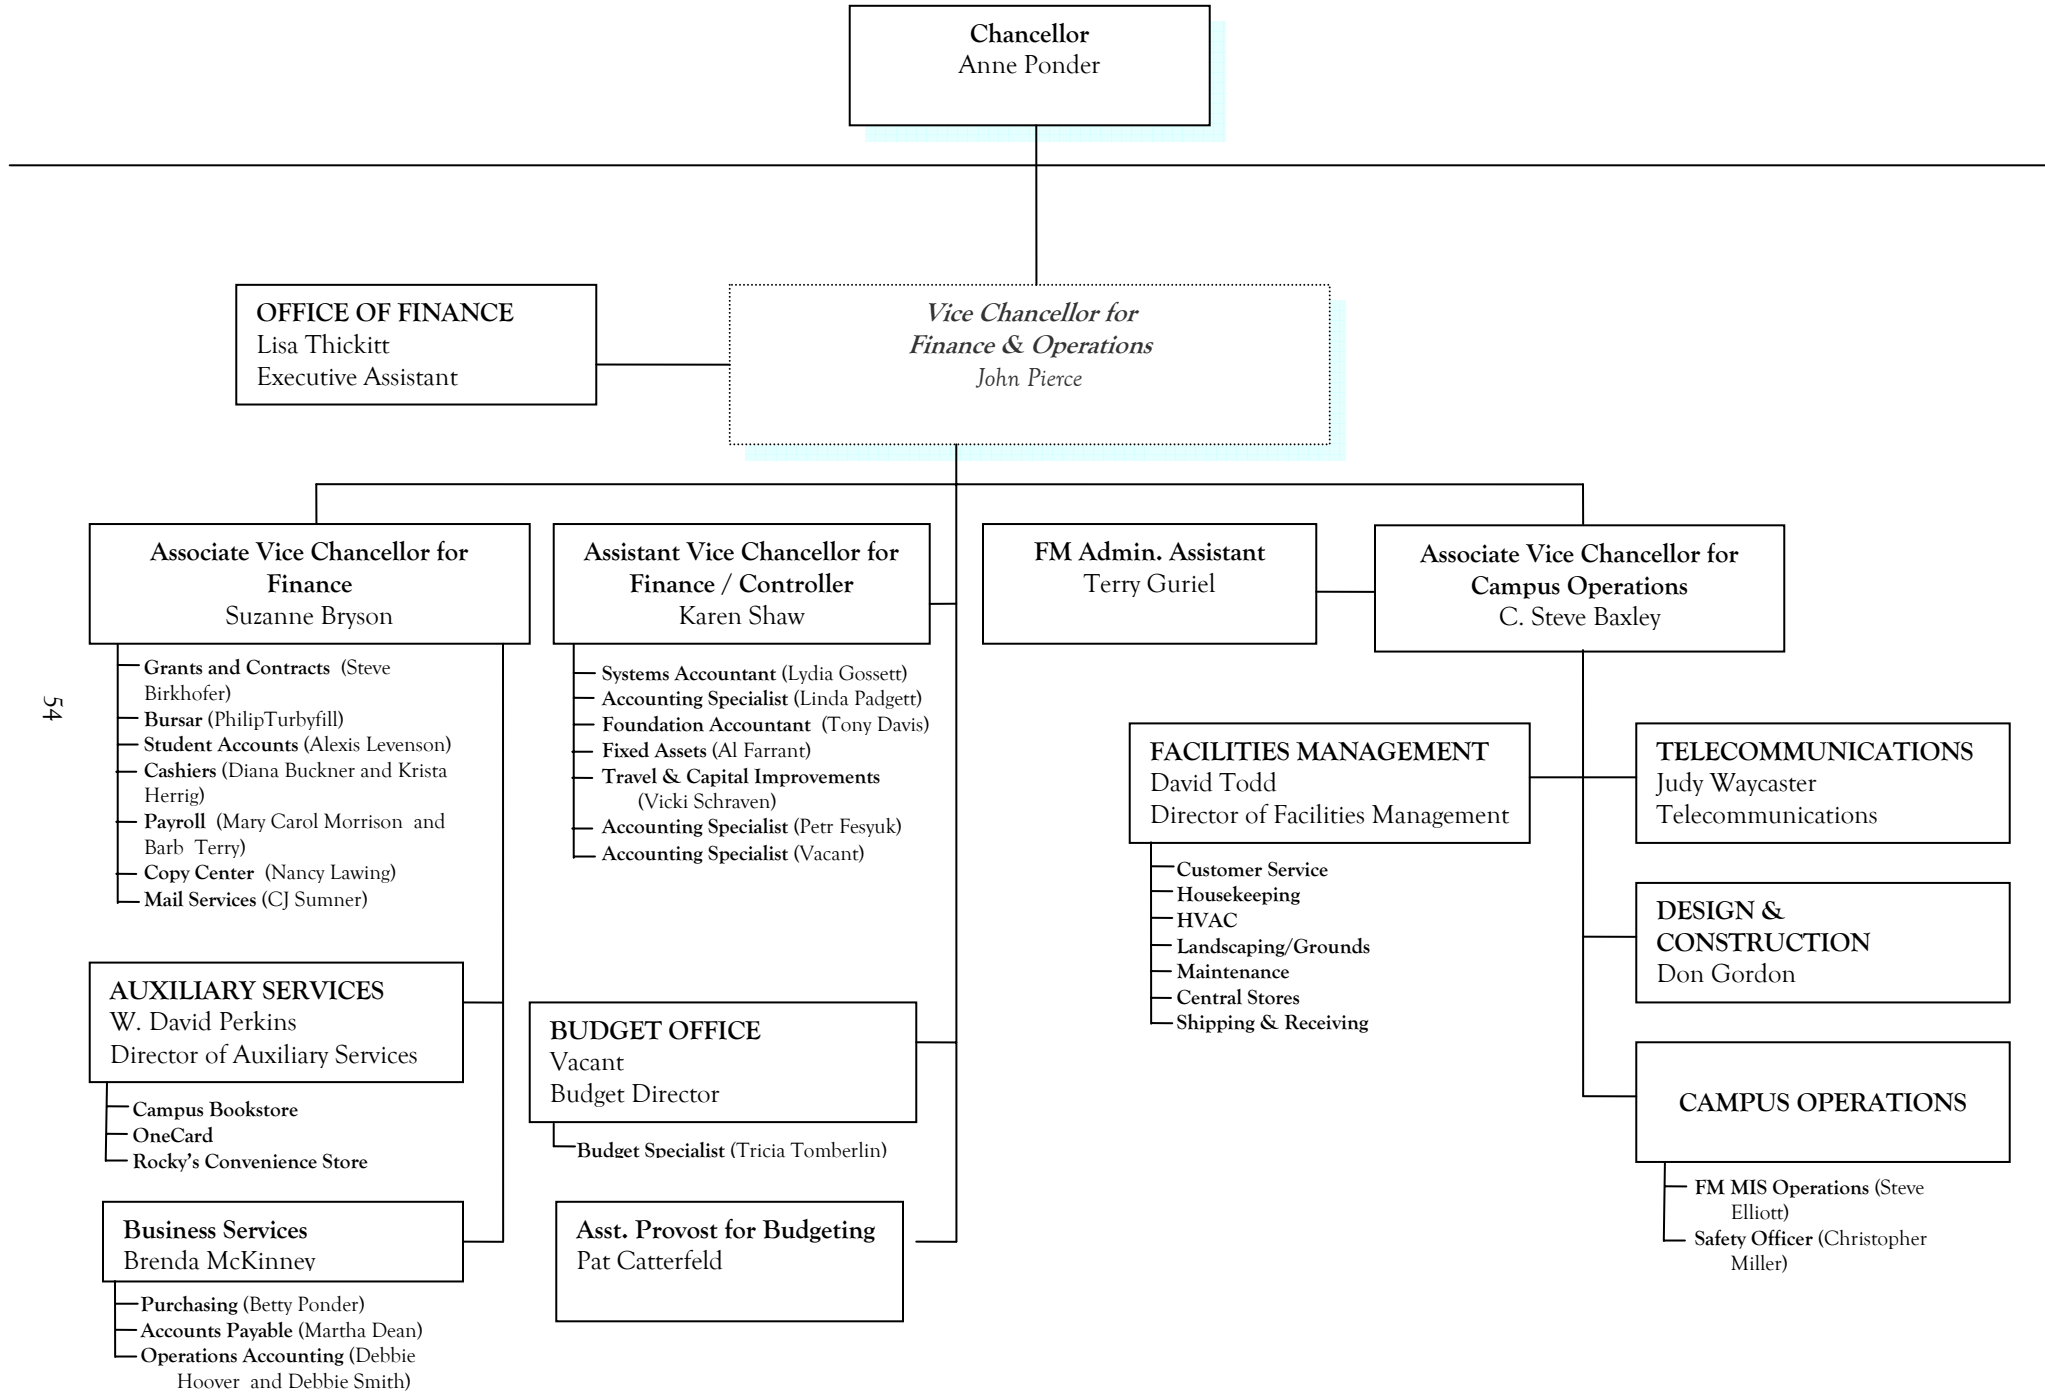 Chancellor
Anne Ponder
OFFICE OF FINANCE
Lisa Thickitt
Executive Assistant
Vice Chancellor for
Finance & Operations
John Pierce
Associate Vice Chancellor for
Finance
Suzanne Bryson
Grants and Contracts (Steve
Birkhofer)
Bursar (PhilipTurbyfill)
Student Accounts (Alexis Levenson)
Cashiers (Diana Buckner and Krista
Herrig)
Payroll (Mary Carol Morrison and
Barb Terry)
Copy Center (Nancy Lawing)
Mail Services (CJ Sumner)
AUXILIARY SERVICES
W. David Perkins
Director of Auxiliary Services
Campus Bookstore
OneCard
Rocky's Convenience Store
Business Services
Brenda McKinney
Purchasing (Betty Ponder)
Accounts Payable (Martha Dean)
Operations Accounting (Debbie
Hoover and Debbie Smith)
Assistant Vice Chancellor for
Finance / Controller
Karen Shaw
Systems Accountant (Lydia Gossett)
Accounting Specialist (Linda Padgett)
Foundation Accountant (Tony Davis)
Fixed Assets (Al Farrant)
Travel & Capital Improvements
(Vicki Schraven)
Accounting Specialist (Petr Fesyuk)
Accounting Specialist (Vacant)
BUDGET OFFICE
Vacant
Budget Director
Budget Specialist (Tricia Tomberlin)
Asst. Provost for Budgeting
Pat Catterfeld
FM Admin. Assistant
Terry Guriel
Associate Vice Chancellor for
Campus Operations
C. Steve Baxley
FACILITIES MANAGEMENT
David Todd
Director of Facilities Management
Customer Service
Housekeeping
HVAC
Landscaping/Grounds
Maintenance
Central Stores
Shipping & Receiving
TELECOMMUNICATIONS
Judy Waycaster
Telecommunications
DESIGN &
CONSTRUCTION
Don Gordon
CAMPUS OPERATIONS
FM MIS Operations (Steve
Elliott)
Safety Officer (Christopher
Miller)
54